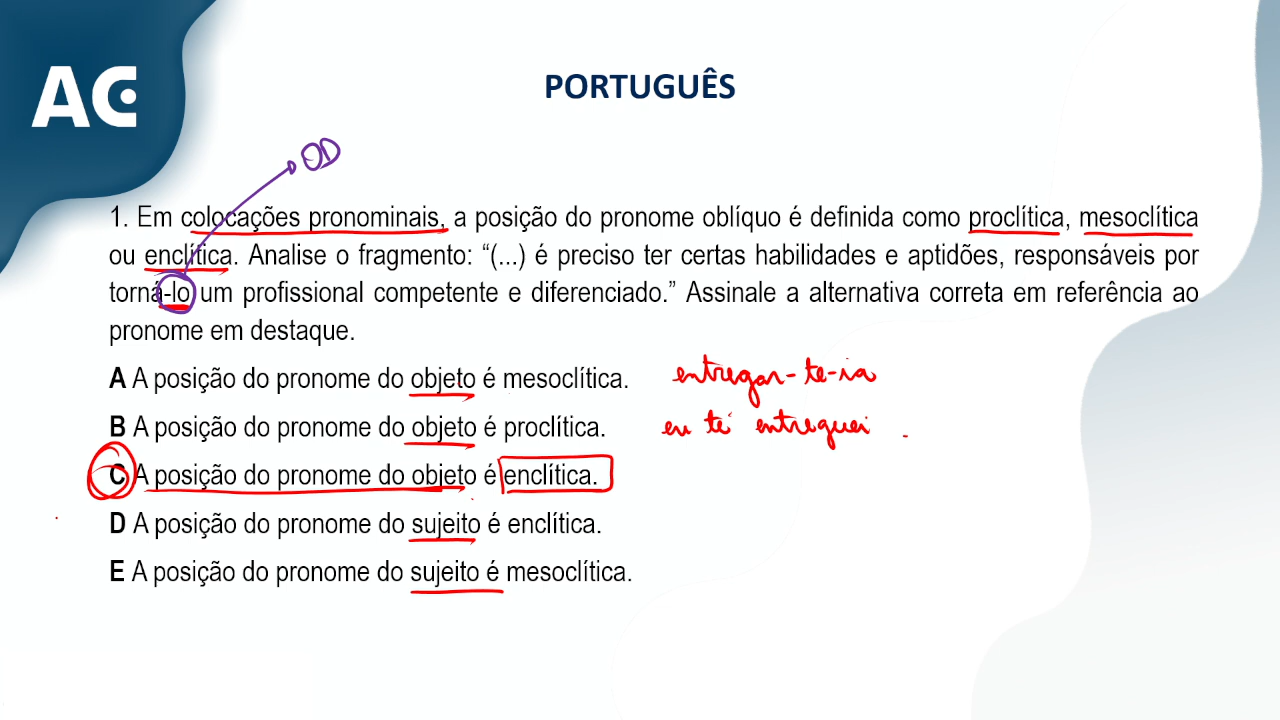 AC
PORTUGUÊS
OD
1. Em colocações pronominais, a posição do pronome oblíquo é definida como proclítica, mesoclítica
ou enclítica. Analise o fragmento: “(...) é preciso ter certas habilidades e aptidões, responsáveis por
torná-lo um profissional competente e diferenciado.” Assinale a alternativa correta em referência ao
pronome em destaque.
A A posição do pronome do objeto é mesoclítica.
entregar-te-ia
B A posição do pronome do objeto é proclítica.
eu te entreguei
C A posição do pronome do objeto é enclítica.
D A posição do pronome do sujeito é enclítica.
E A posição do pronome do sujeito é mesoclítica.